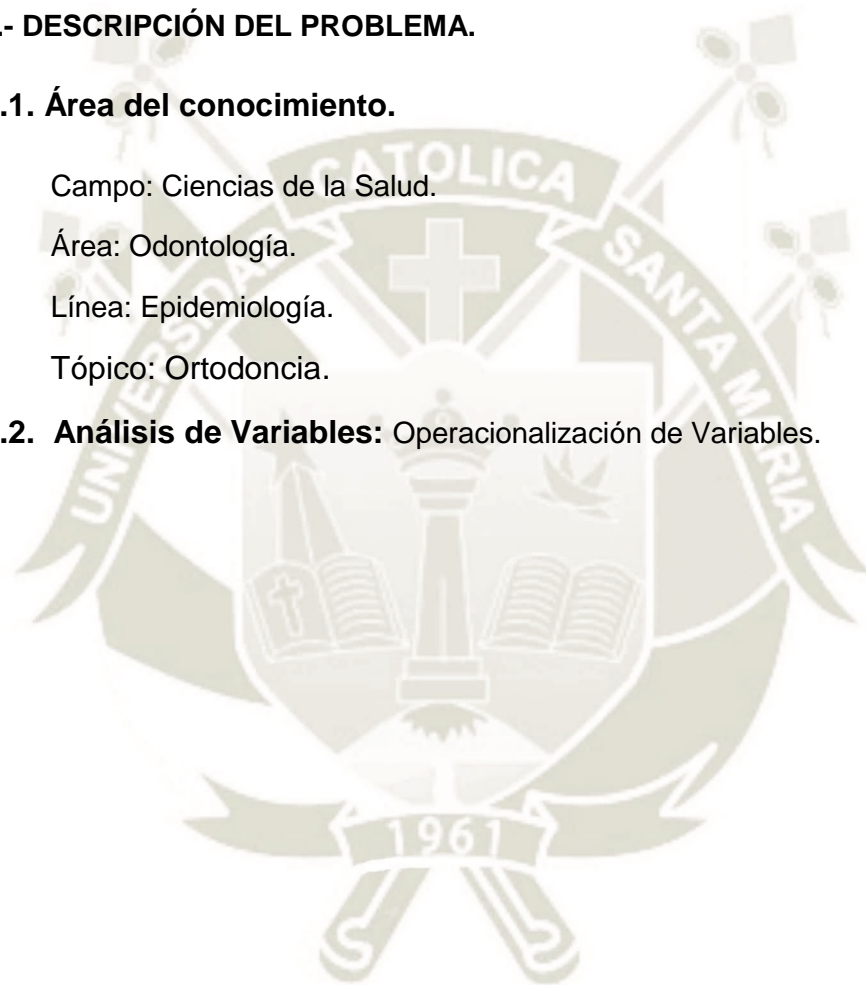 .- DESCRIPCIÓN DEL PROBLEMA.
.1. Área del conocimiento.
Campo: Ciencias de la Salud.
Área: Odontología.
Línea: Epidemiología.
Tópico: Ortodoncia.
.2. Análisis de Variables: Operacionalización de Variables.
UNIVERSIDAD CATOLICA SANTA MARIA
1961